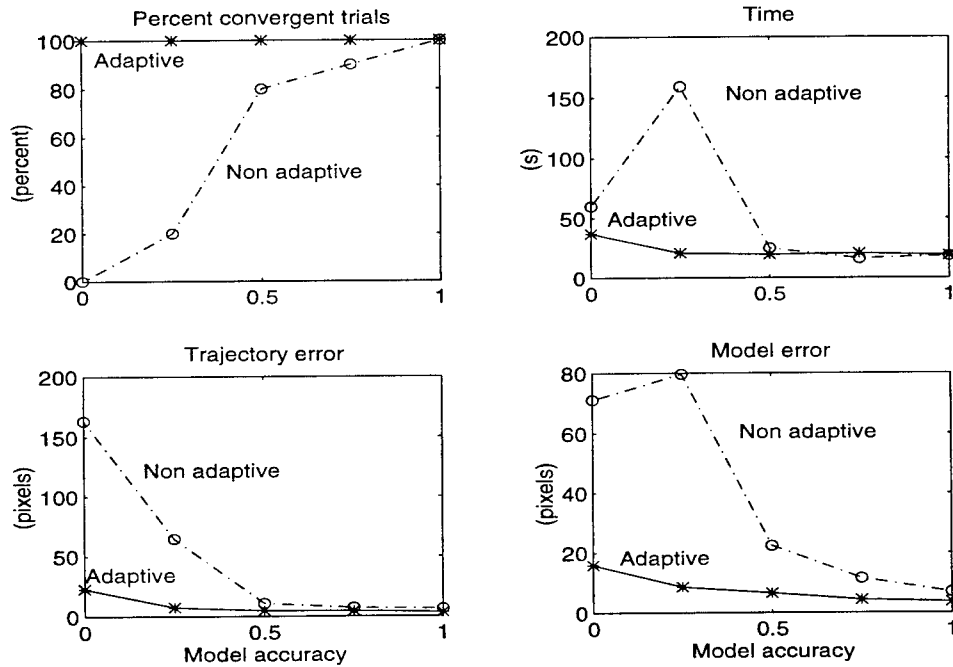 Percent convergent trials
100
80
60
40
20
0
(percent)
Adaptive
Non adaptive
0
0.5
1
Time
200
150
100
50
0
(s)
Non adaptive
Adaptive
0
0.5
1
Trajectory error
200
150
100
50
0
(pixels)
Non adaptive
Adaptive
0
0.5
1
Model accuracy
Model error
80
60
40
20
0
(pixels)
Non adaptive
Adaptive
0
0.5
1
Model accuracy